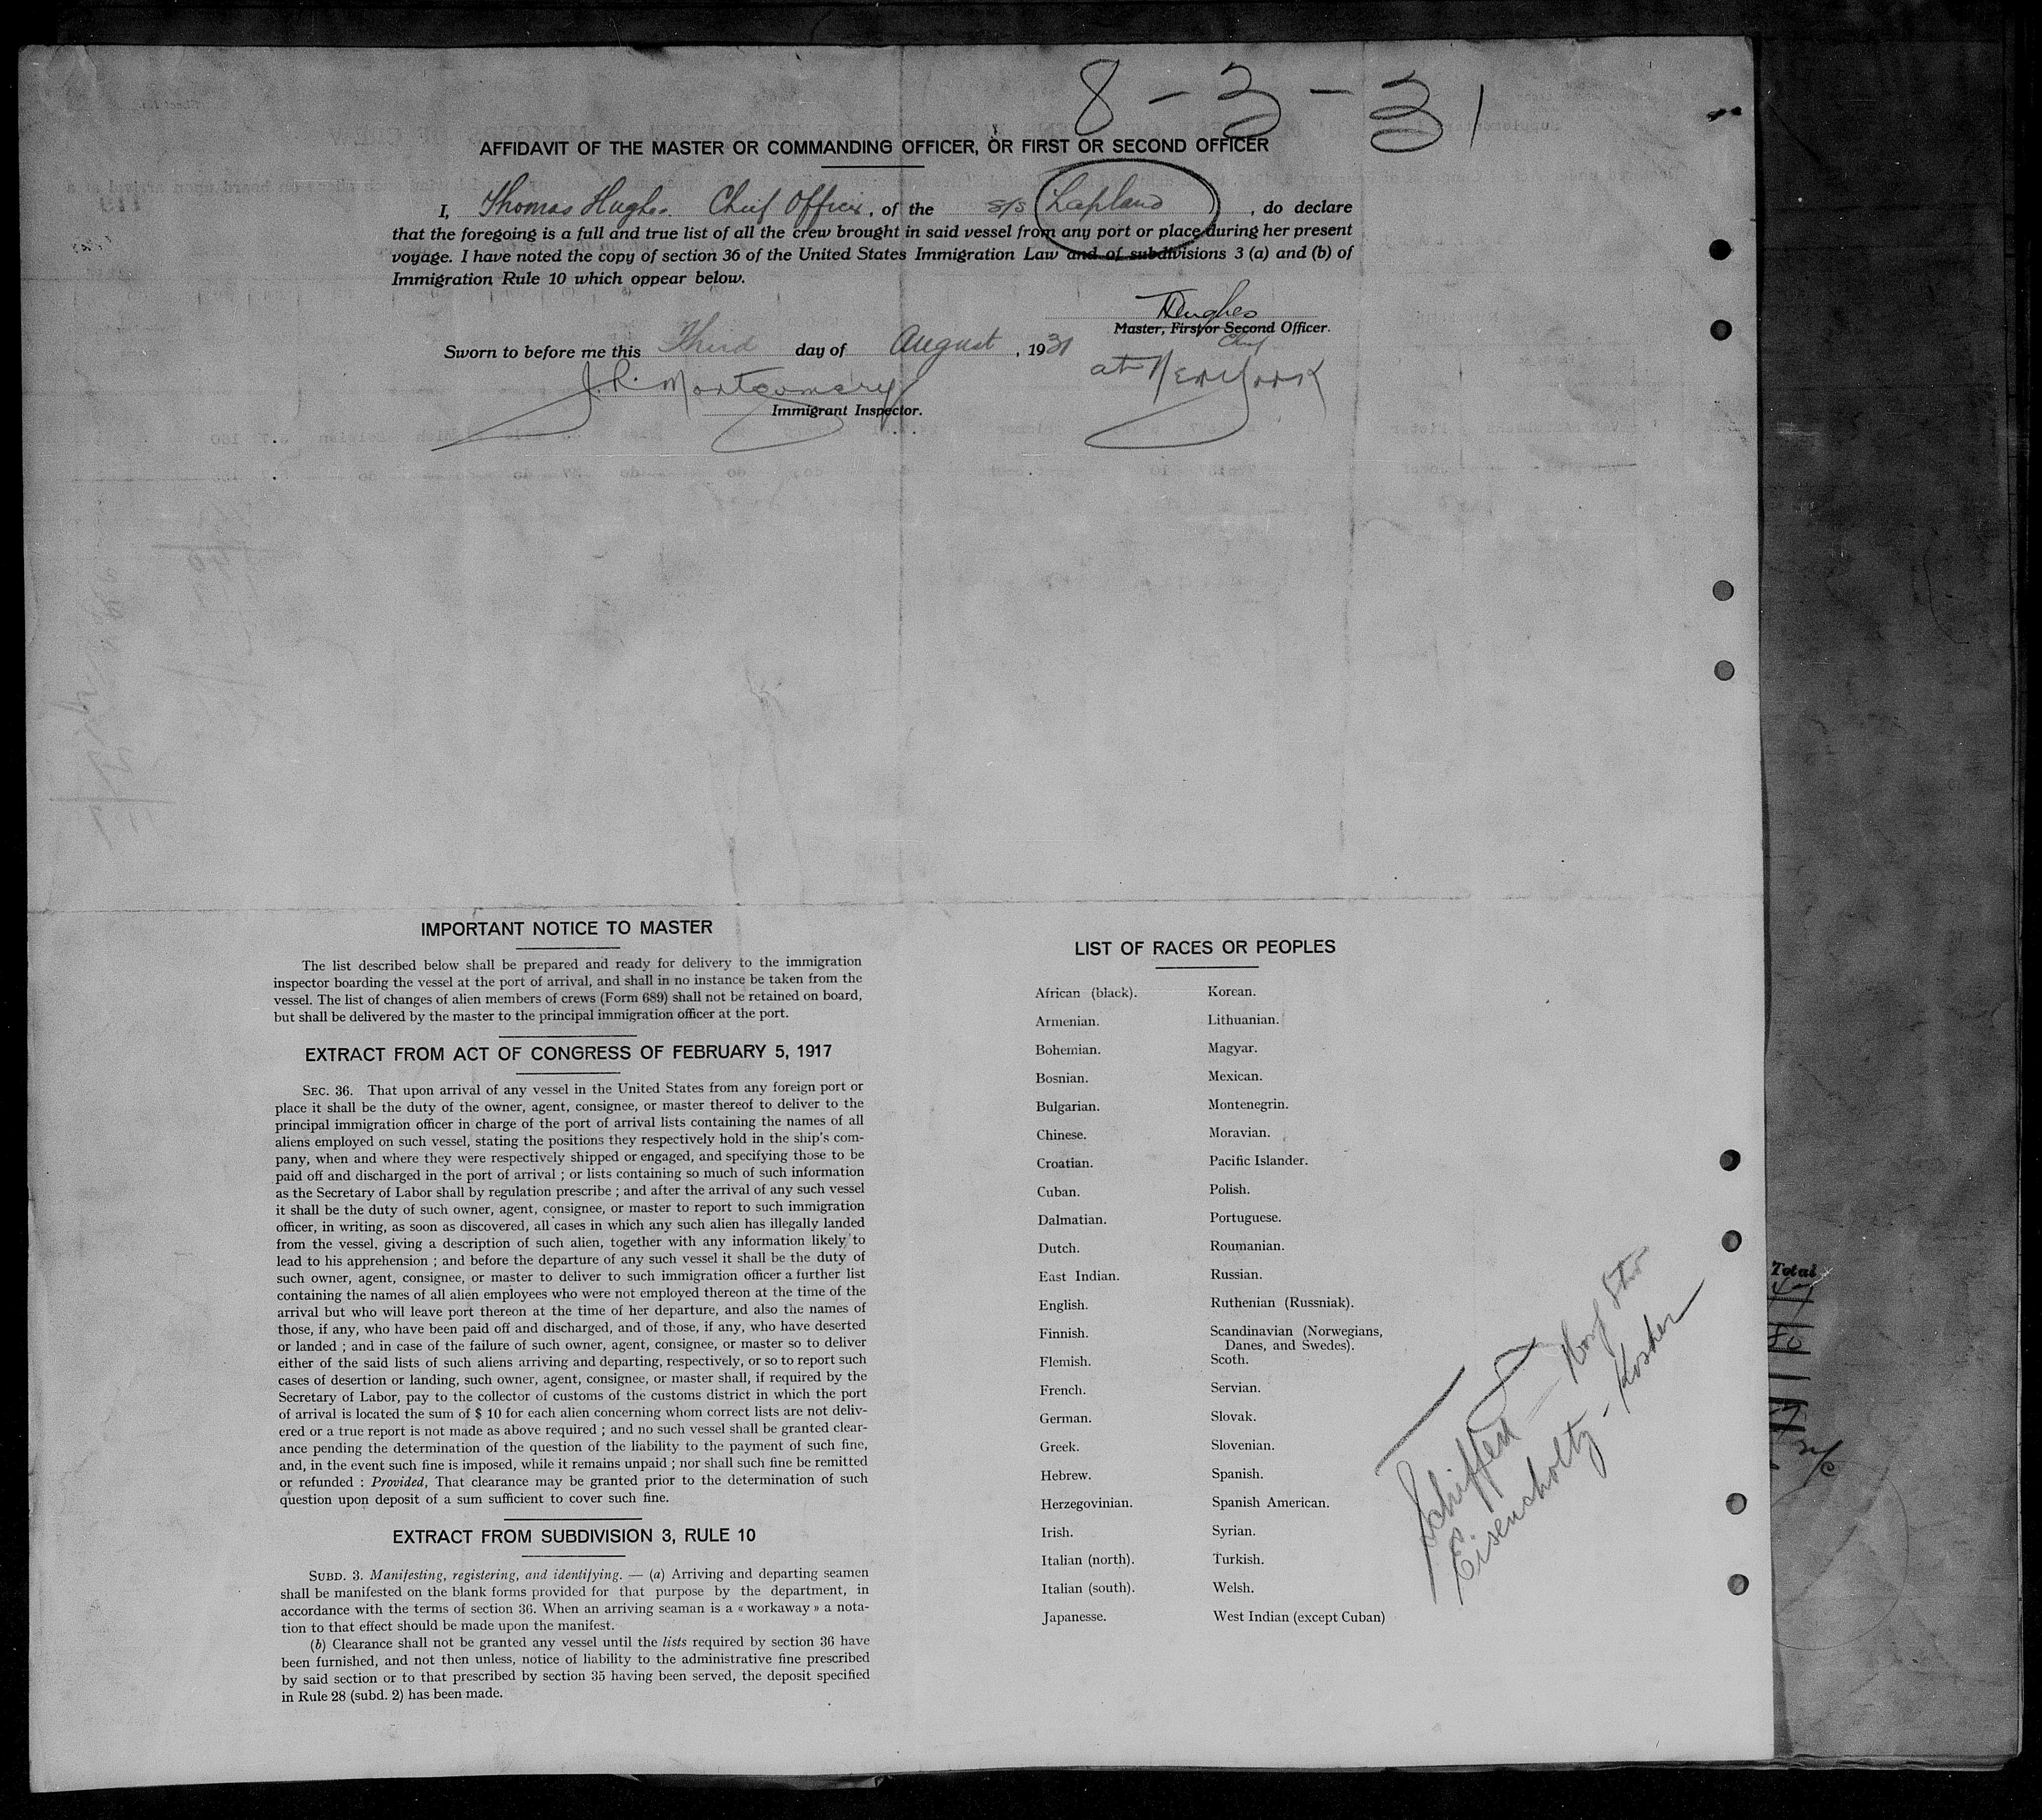 8-3-31
AFFIDAVIT OF THE MASTER OR COMMANDING OFFICER, OR FIRST OR SECOND OFFICER
I, Thomas Hughes Chief Officer, of the s/s Lapland, do declare
that the foregoing is a full and true list of all the crew brought in said vessel from any port or place during her present
voyage. I have noted the copy of section 36 of the United States Immigration Law and of subdivisions 3 (a) and (b) of
Immigration Rule 10 which oppear below.
THughes
Master, First or Second Officer.
Chief
Sworn to before me this Third day of August, 1931
at New York
J.R. Montgomery
Immigrant Inspector.
IMPORTANT NOTICE TO MASTER
The list described below shall be prepared and ready for delivery to the immigration
inspector boarding the vessel at the port of arrival, and shall in no instance be taken from the
vessel. The list of changes of alien members of crews (Form 689) shall not be retained on board,
but shall be delivered by the master to the principal immigration officer at the port.
EXTRACT FROM ACT OF CONGRESS OF FEBRUARY 5, 1917
SEC. 36. That upon arrival of any vessel in the United States from any foreign port or
place it shall be the duty of the owner, agent, consignee, or master thereof to deliver to the
principal immigration officer in charge of the port of arrival lists containing the names of all
aliens employed on such vessel, stating the positions they respectively hold in the ship's com-
pany, when and where they were respectively shipped or engaged, and specifying those to be
paid off and discharged in the port of arrival ; or lists containing so much of such information
as the Secretary of Labor shall by regulation prescribe ; and after the arrival of any such vessel
it shall be the duty of such owner, agent, consignee, or master to report to such immigration
officer, in writing, as soon as discovered, all cases in which any such alien has illegally landed
from the vessel, giving a description of such alien, together with any information likely to
lead to his apprehension ; and before the departure of any such vessel it shall be the duty of
such owner, agent, consignee, or master to deliver to such immigration officer a further list
containing the names of all alien employees who were not employed thereon at the time of the
arrival but who will leave port thereon at the time of her departure, and also the names of
those, if any, who have been paid off and discharged, and of those, if any, who have deserted
or landed ; and in case of the failure of such owner, agent, consignee, or master so to deliver
either of the said lists of such aliens arriving and departing, respectively, or so to report such
cases of desertion or landing, such owner, agent, consignee, or master shall, if required by the
Secretary of Labor, pay to the collector of customs of the customs district in which the port
of arrival is located the sum of $ 10 for each alien concerning whom correct lists are not deliv-
ered or a true report is not made as above required ; and no such vessel shall be granted clear-
ance pending the determination of the question of the liability to the payment of such fine,
and, in the event such fine is imposed, while it remains unpaid ; nor shall such fine be remitted
or refunded : Provided, That clearance may be granted prior to the determination of such
question upon deposit of a sum sufficient to cover such fine.
EXTRACT FROM SUBDIVISION 3, RULE 10
SUBD. 3. Manifesting, registering, and identifying. — (a) Arriving and departing seamen
shall be manifested on the blank forms provided for that purpose by the department, in
accordance with the terms of section 36. When an arriving seaman is a « workaway » a nota-
tion to that effect should be made upon the manifest.
(b) Clearance shall not be granted any vessel until the lists required by section 36 have
been furnished, and not then unless, notice of liability to the administrative fine prescribed
by said section or to that prescribed by section 35 having been served, the deposit specified
in Rule 28 (subd. 2) has been made.
LIST OF RACES OR PEOPLES
African (black).
Armenian.
Bohemian.
Bosnian.
Bulgarian.
Chinese.
Croatian.
Cuban.
Dalmatian.
Dutch.
East Indian.
English.
Finnish.
Flemish.
French.
German.
Greek.
Hebrew.
Herzegovinian.
Irish.
Italian (north).
Italian (south).
Japanesse.
Korean.
Lithuanian.
Magyar.
Mexican.
Montenegrin.
Moravian.
Pacific Islander.
Polish.
Portuguese.
Roumanian.
Russian.
Ruthenian (Russniak).
Scandinavian (Norwegians,
Danes, and Swedes).
Scoth.
Servian.
Slovak.
Slovenian.
Spanish.
Spanish American.
Syrian.
Turkish.
Welsh.
West Indian (except Cuban)
Eisencholtz - Kosher
Total